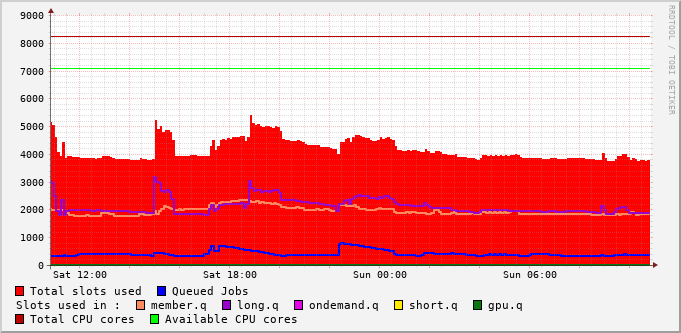 9000
8000
7000
6000
5000
4000
3000
2000
1000
0
Sat 12:00 Sat 18:00 Sun 00:00 Sun 06:00
RRDTOOL / TOBI OETIKER
Total slots used Queued Jobs
Slots used in : member.q long.q ondemand.q short.q gpu.q
Total CPU cores Available CPU cores